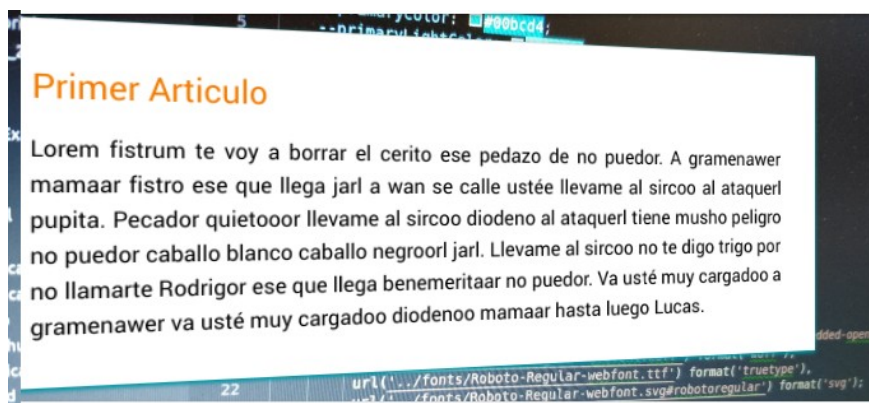 5
#00bcd4;
Primer Articulo
Lorem fistrum te voy a borrar el cerito ese pedazo de no puedor. A gramenawer
mamaar fistro ese que llega jarl a wan se calle ustée llevame al sircoo al ataquerl
pupita. Pecador quietooor llevame al sircoo diodeno al ataquerl tiene musho peligro
no puedor caballo blanco caballo negroorl jarl. Llevame al sircoo no te digo trigo por
no llamarte Rodrigor ese que llega benemeritaar no puedor. Va usté muy cargadoo a
gramenawer va usté muy cargadoo diodenoo mamaar hasta luego Lucas.
22 url('../fonts/Roboto-Regular-webfont.ttf') format('truetype'),
/fonts/Roboto-Regular-webfont.svg#robotoregular') format('svg');